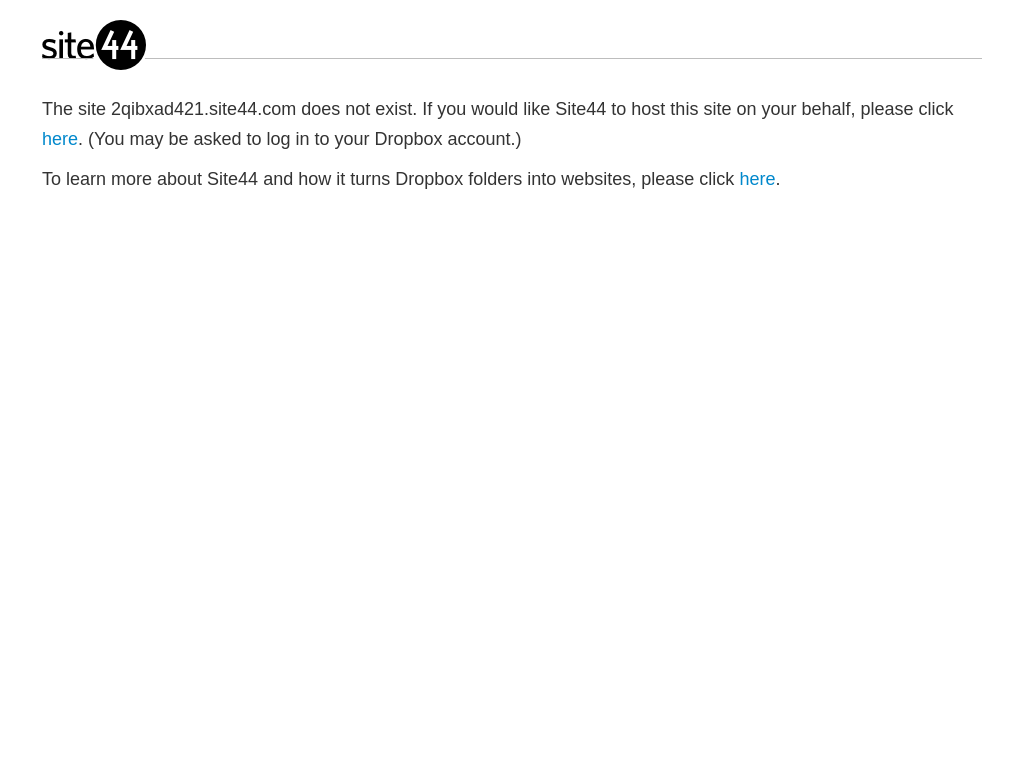 site44
The site 2qibxad421.site44.com does not exist. If you would like Site44 to host this site on your behalf, please click
here. (You may be asked to log in to your Dropbox account.)
To learn more about Site44 and how it turns Dropbox folders into websites, please click here.